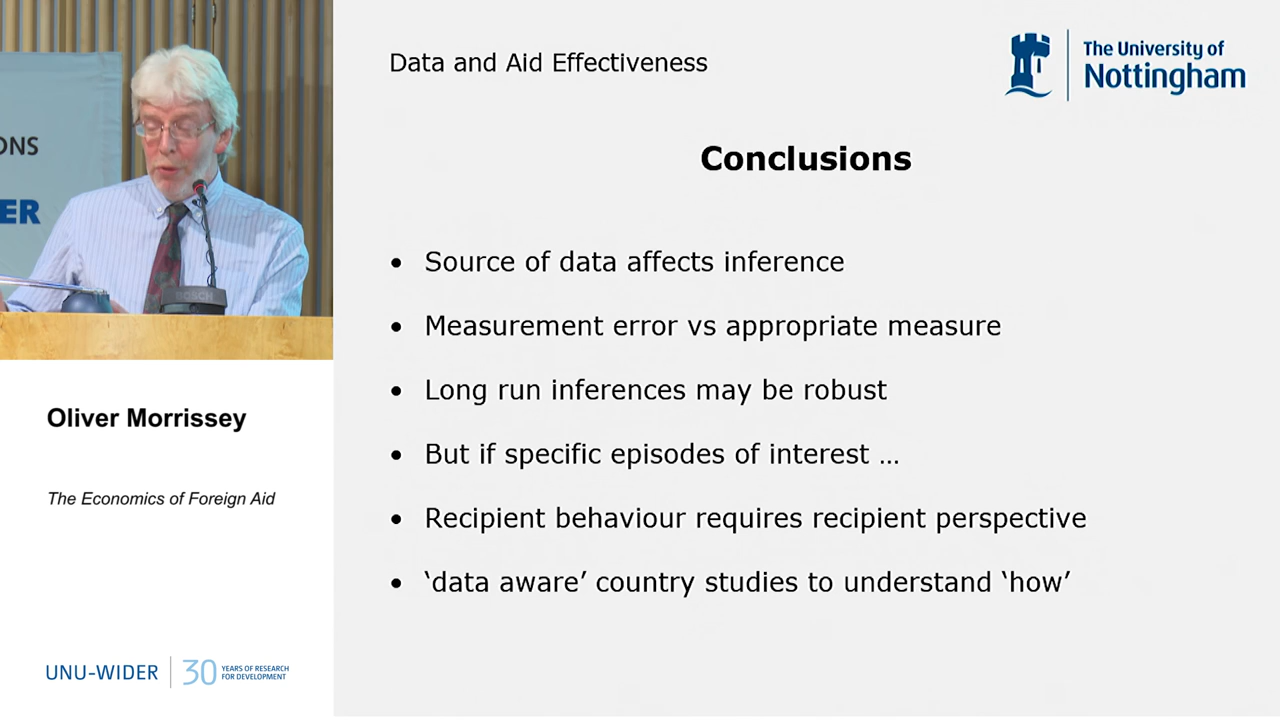 ONS
ER
BOSCH
Oliver Morrissey
The Economics of Foreign Aid
UNU-WIDER
30
YEARS OF RESEARCH
FOR DEVELOPMENT
Data and Aid Effectiveness
The University of
Nottingham
Conclusions
• Source of data affects inference
• Measurement error vs appropriate measure
• Long run inferences may be robust
• But if specific episodes of interest …
• Recipient behaviour requires recipient perspective
• ‘data aware’ country studies to understand ‘how’